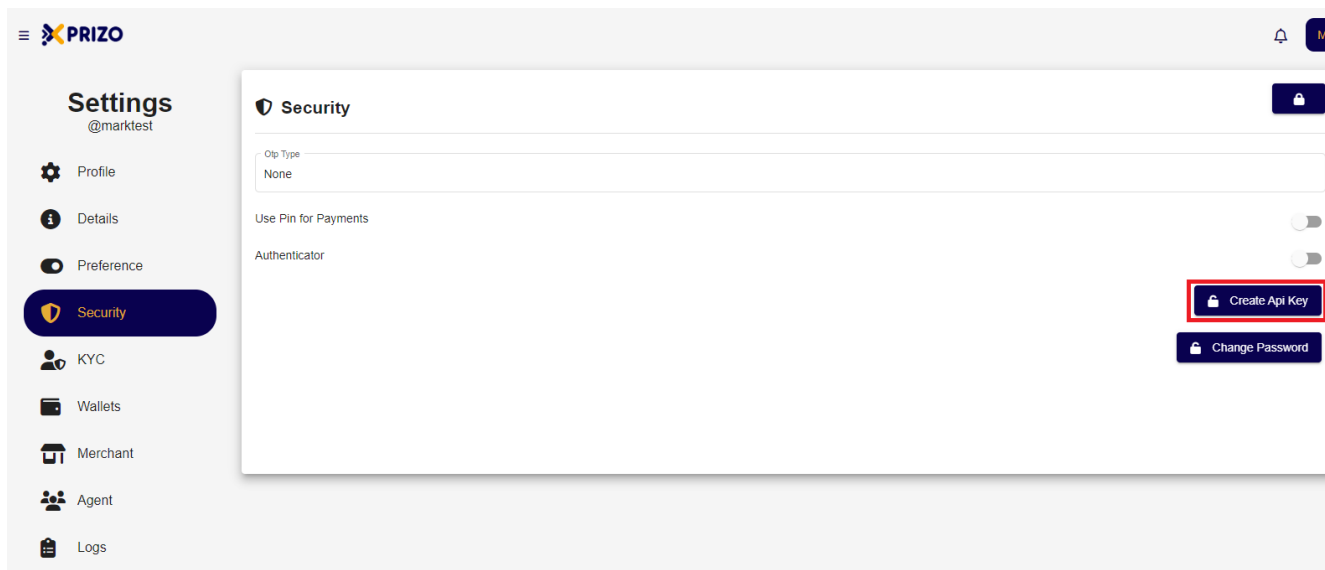 PRIZO
M
Settings
@marktest
Profile
Details
Preference
Security
KYC
Wallets
Merchant
Agent
Logs
Security
Otp Type
None
Use Pin for Payments
Authenticator
Create Api Key
Change Password